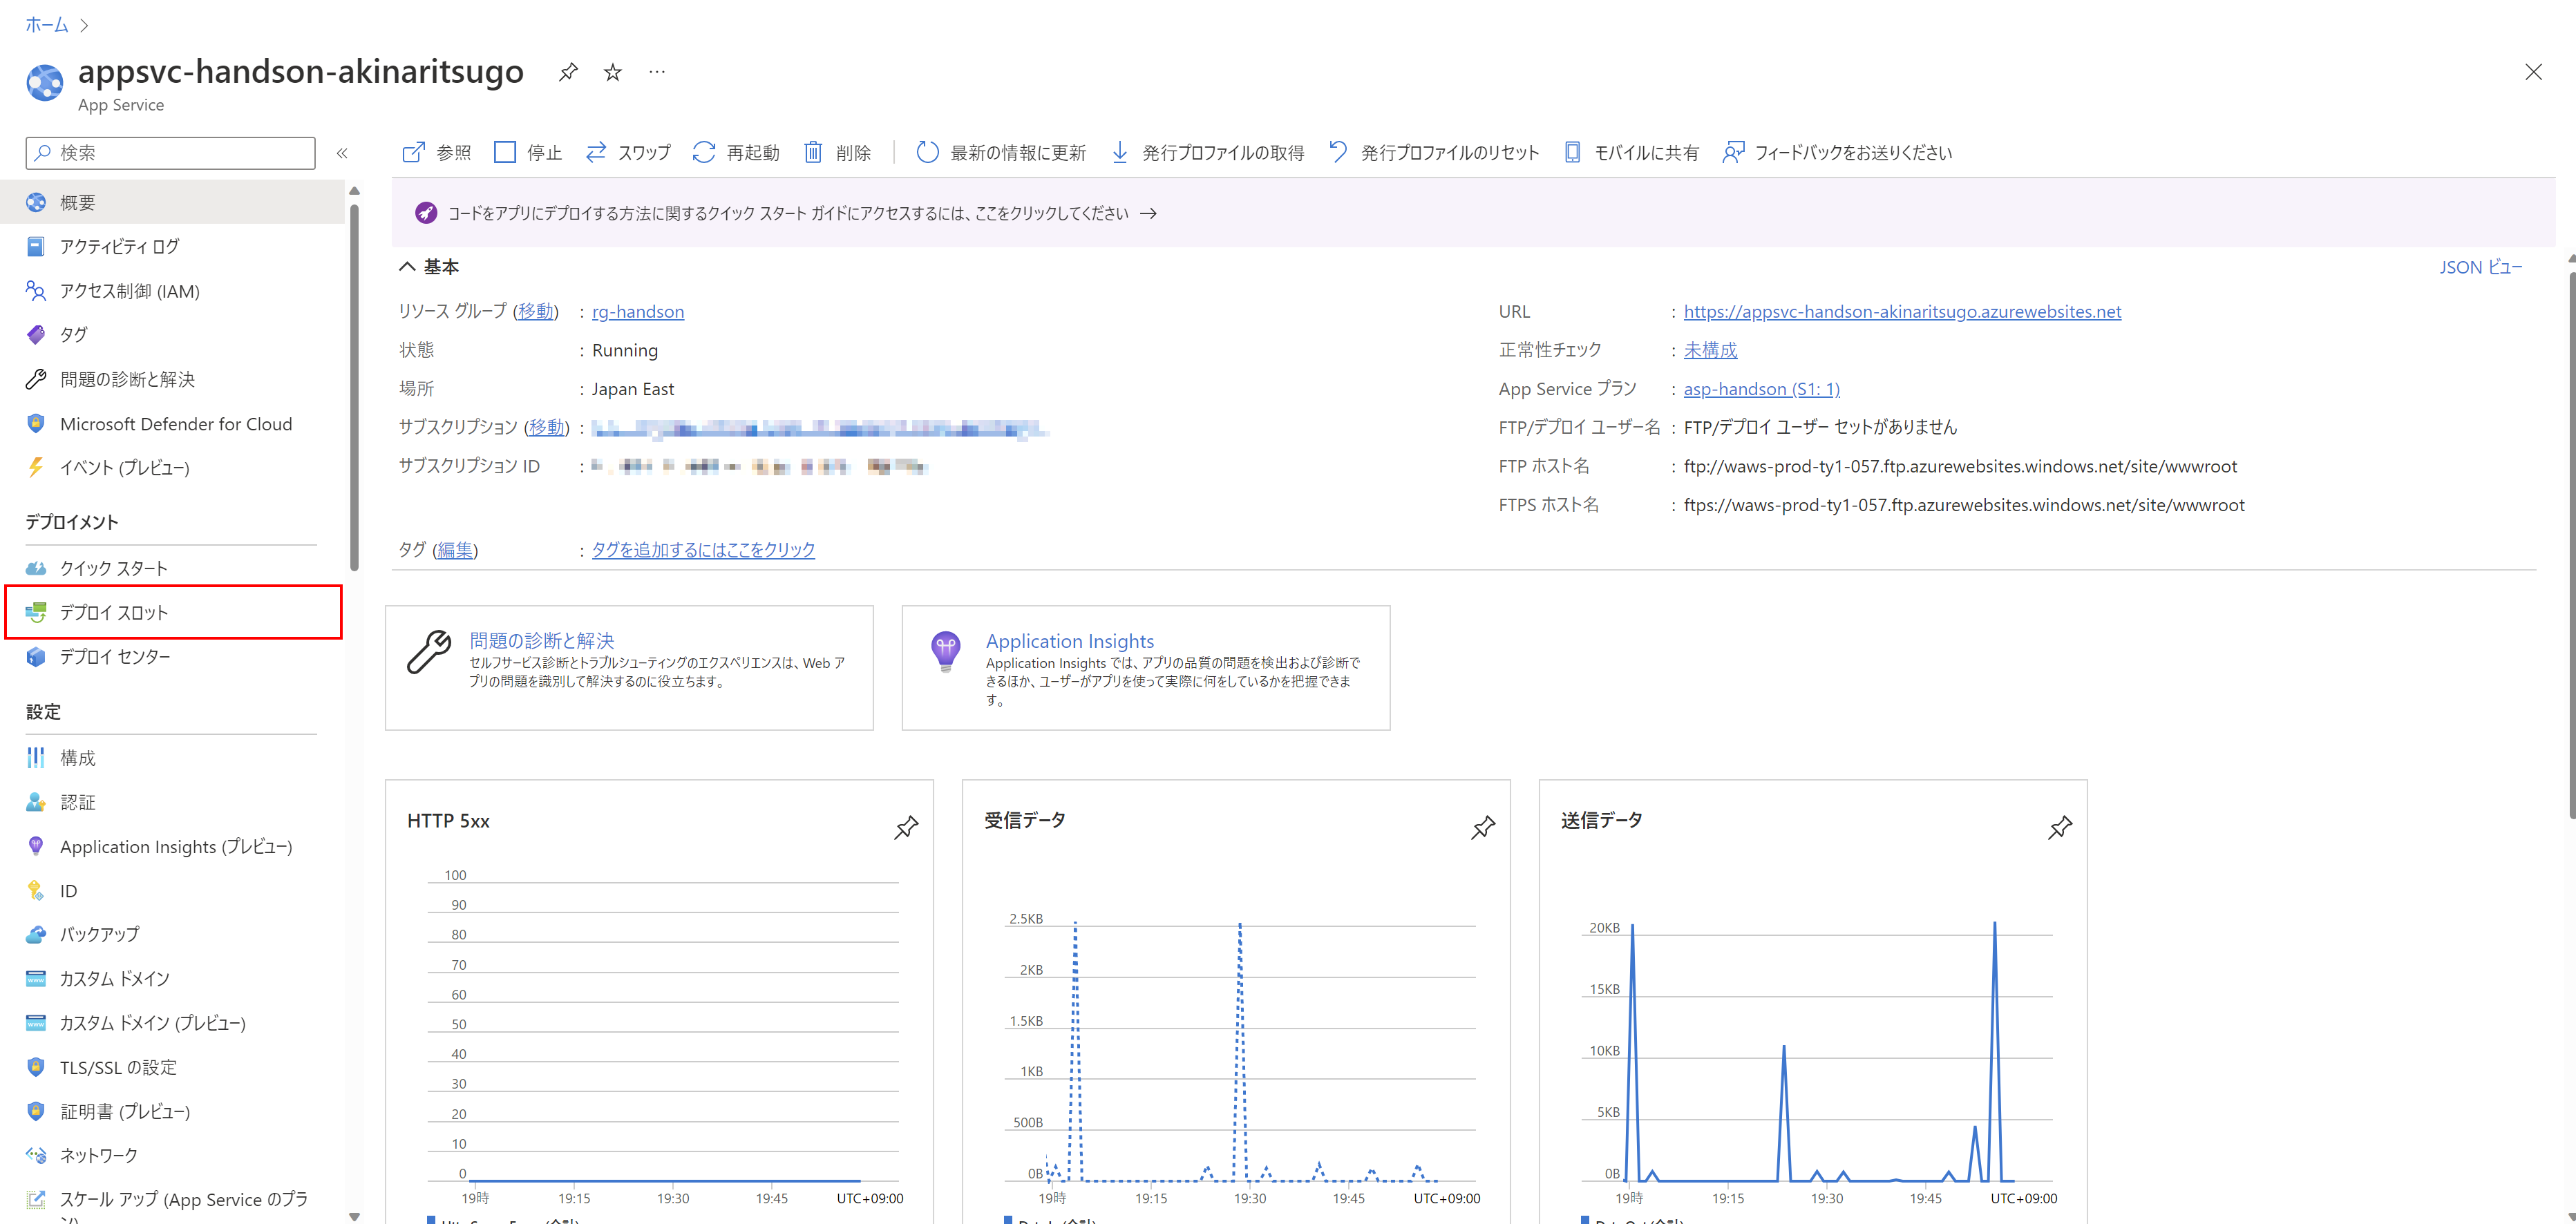 ホーム
appsvc-handson-akinaritsugo
App Service
検索
参照 停止 スワップ 再起動 削除 最新の情報に更新 発行プロファイルの取得 発行プロファイルのリセット モバイルに共有 フィードバックをお送りください
概要
アクティビティ ログ
アクセス制御 (IAM)
タグ
問題の診断と解決
Microsoft Defender for Cloud
イベント (プレビュー)
デプロイメント
クイック スタート
デプロイ スロット
デプロイ センター
設定
構成
認証
Application Insights (プレビュー)
ID
バックアップ
カスタム ドメイン
カスタム ドメイン (プレビュー)
TLS/SSL の設定
証明書 (プレビュー)
ネットワーク
スケール アップ (App Service のプラ
ン)
コードをアプリにデプロイする方法に関するクイック スタート ガイドにアクセスするには、ここをクリックしてください →
基本
JSON ビュー
リソース グループ (移動) : rg-handson
状態 : Running
場所 : Japan East
サブスクリプション (移動) :
サブスクリプション ID :
タグ (編集) : タグを追加するにはここをクリック
URL : https://appsvc-handson-akinaritsugo.azurewebsites.net
正常性チェック : 未構成
App Service プラン : asp-handson (S1: 1)
FTP/デプロイ ユーザー名 : FTP/デプロイ ユーザー セットがありません
FTP ホスト名 : ftp://waws-prod-ty1-057.ftp.azurewebsites.windows.net/site/wwwroot
FTPS ホスト名 : ftps://waws-prod-ty1-057.ftp.azurewebsites.windows.net/site/wwwroot
問題の診断と解決
セルフサービス診断とトラブルシューティングのエクスペリエンスは、Web ア
プリの問題を識別して解決するのに役立ちます。
Application Insights
Application Insights では、アプリの品質の問題を検出および診断で
きるほか、ユーザーがアプリを使って実際に何をしているかを把握できま
す。
HTTP 5xx
100
90
80
70
60
50
40
30
20
10
0
19時 19:15 19:30 19:45 UTC+09:00
受信データ
2.5KB
2KB
1.5KB
1KB
500B
0B
19時 19:15 19:30 19:45 UTC+09:00
送信データ
20KB
15KB
10KB
5KB
0B
19時 19:15 19:30 19:45 UTC+09:00